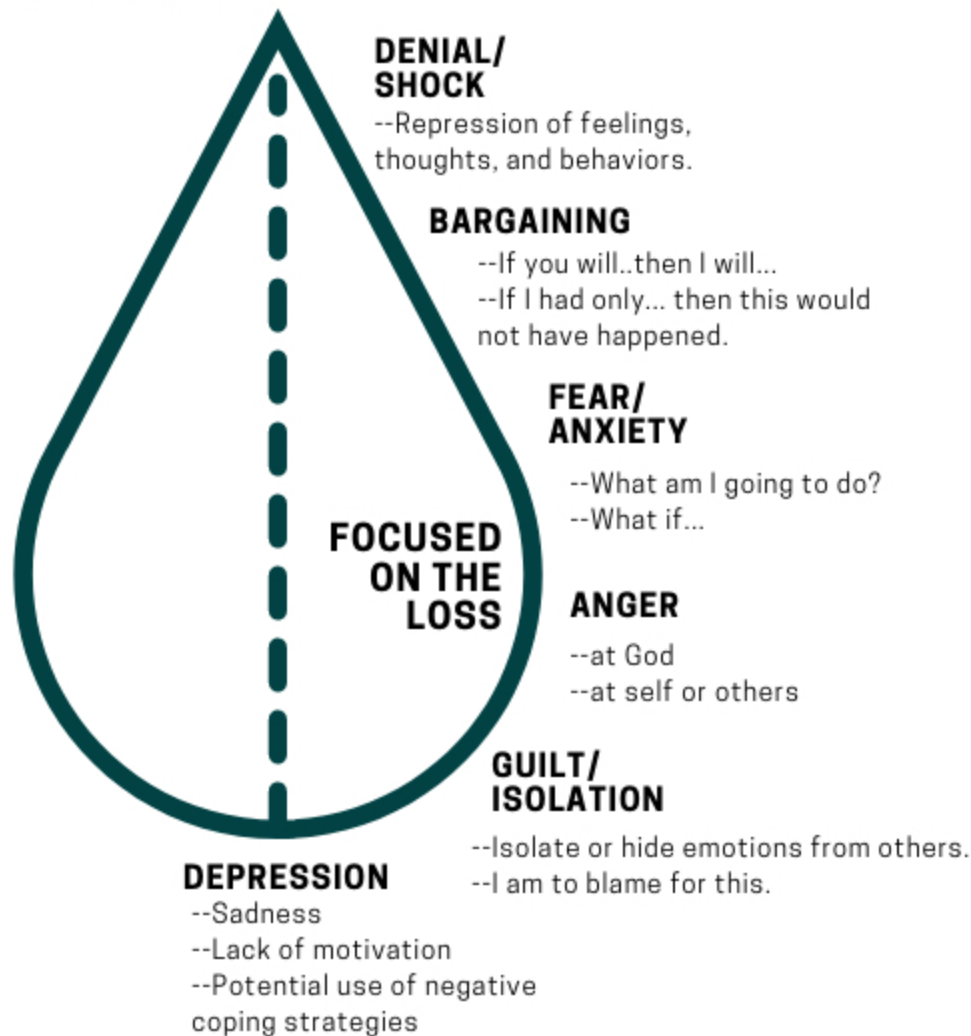 DENIAL/
SHOCK
--Repression of feelings,
thoughts, and behaviors.
BARGAINING
--If you will..then I will...
--If I had only... then this would
not have happened.
FEAR/
ANXIETY
--What am I going to do?
--What if...
FOCUSED
ON THE
LOSS
ANGER
--at God
--at self or others
GUILT/
ISOLATION
--Isolate or hide emotions from others.
--I am to blame for this.
DEPRESSION
--Sadness
--Lack of motivation
--Potential use of negative
coping strategies